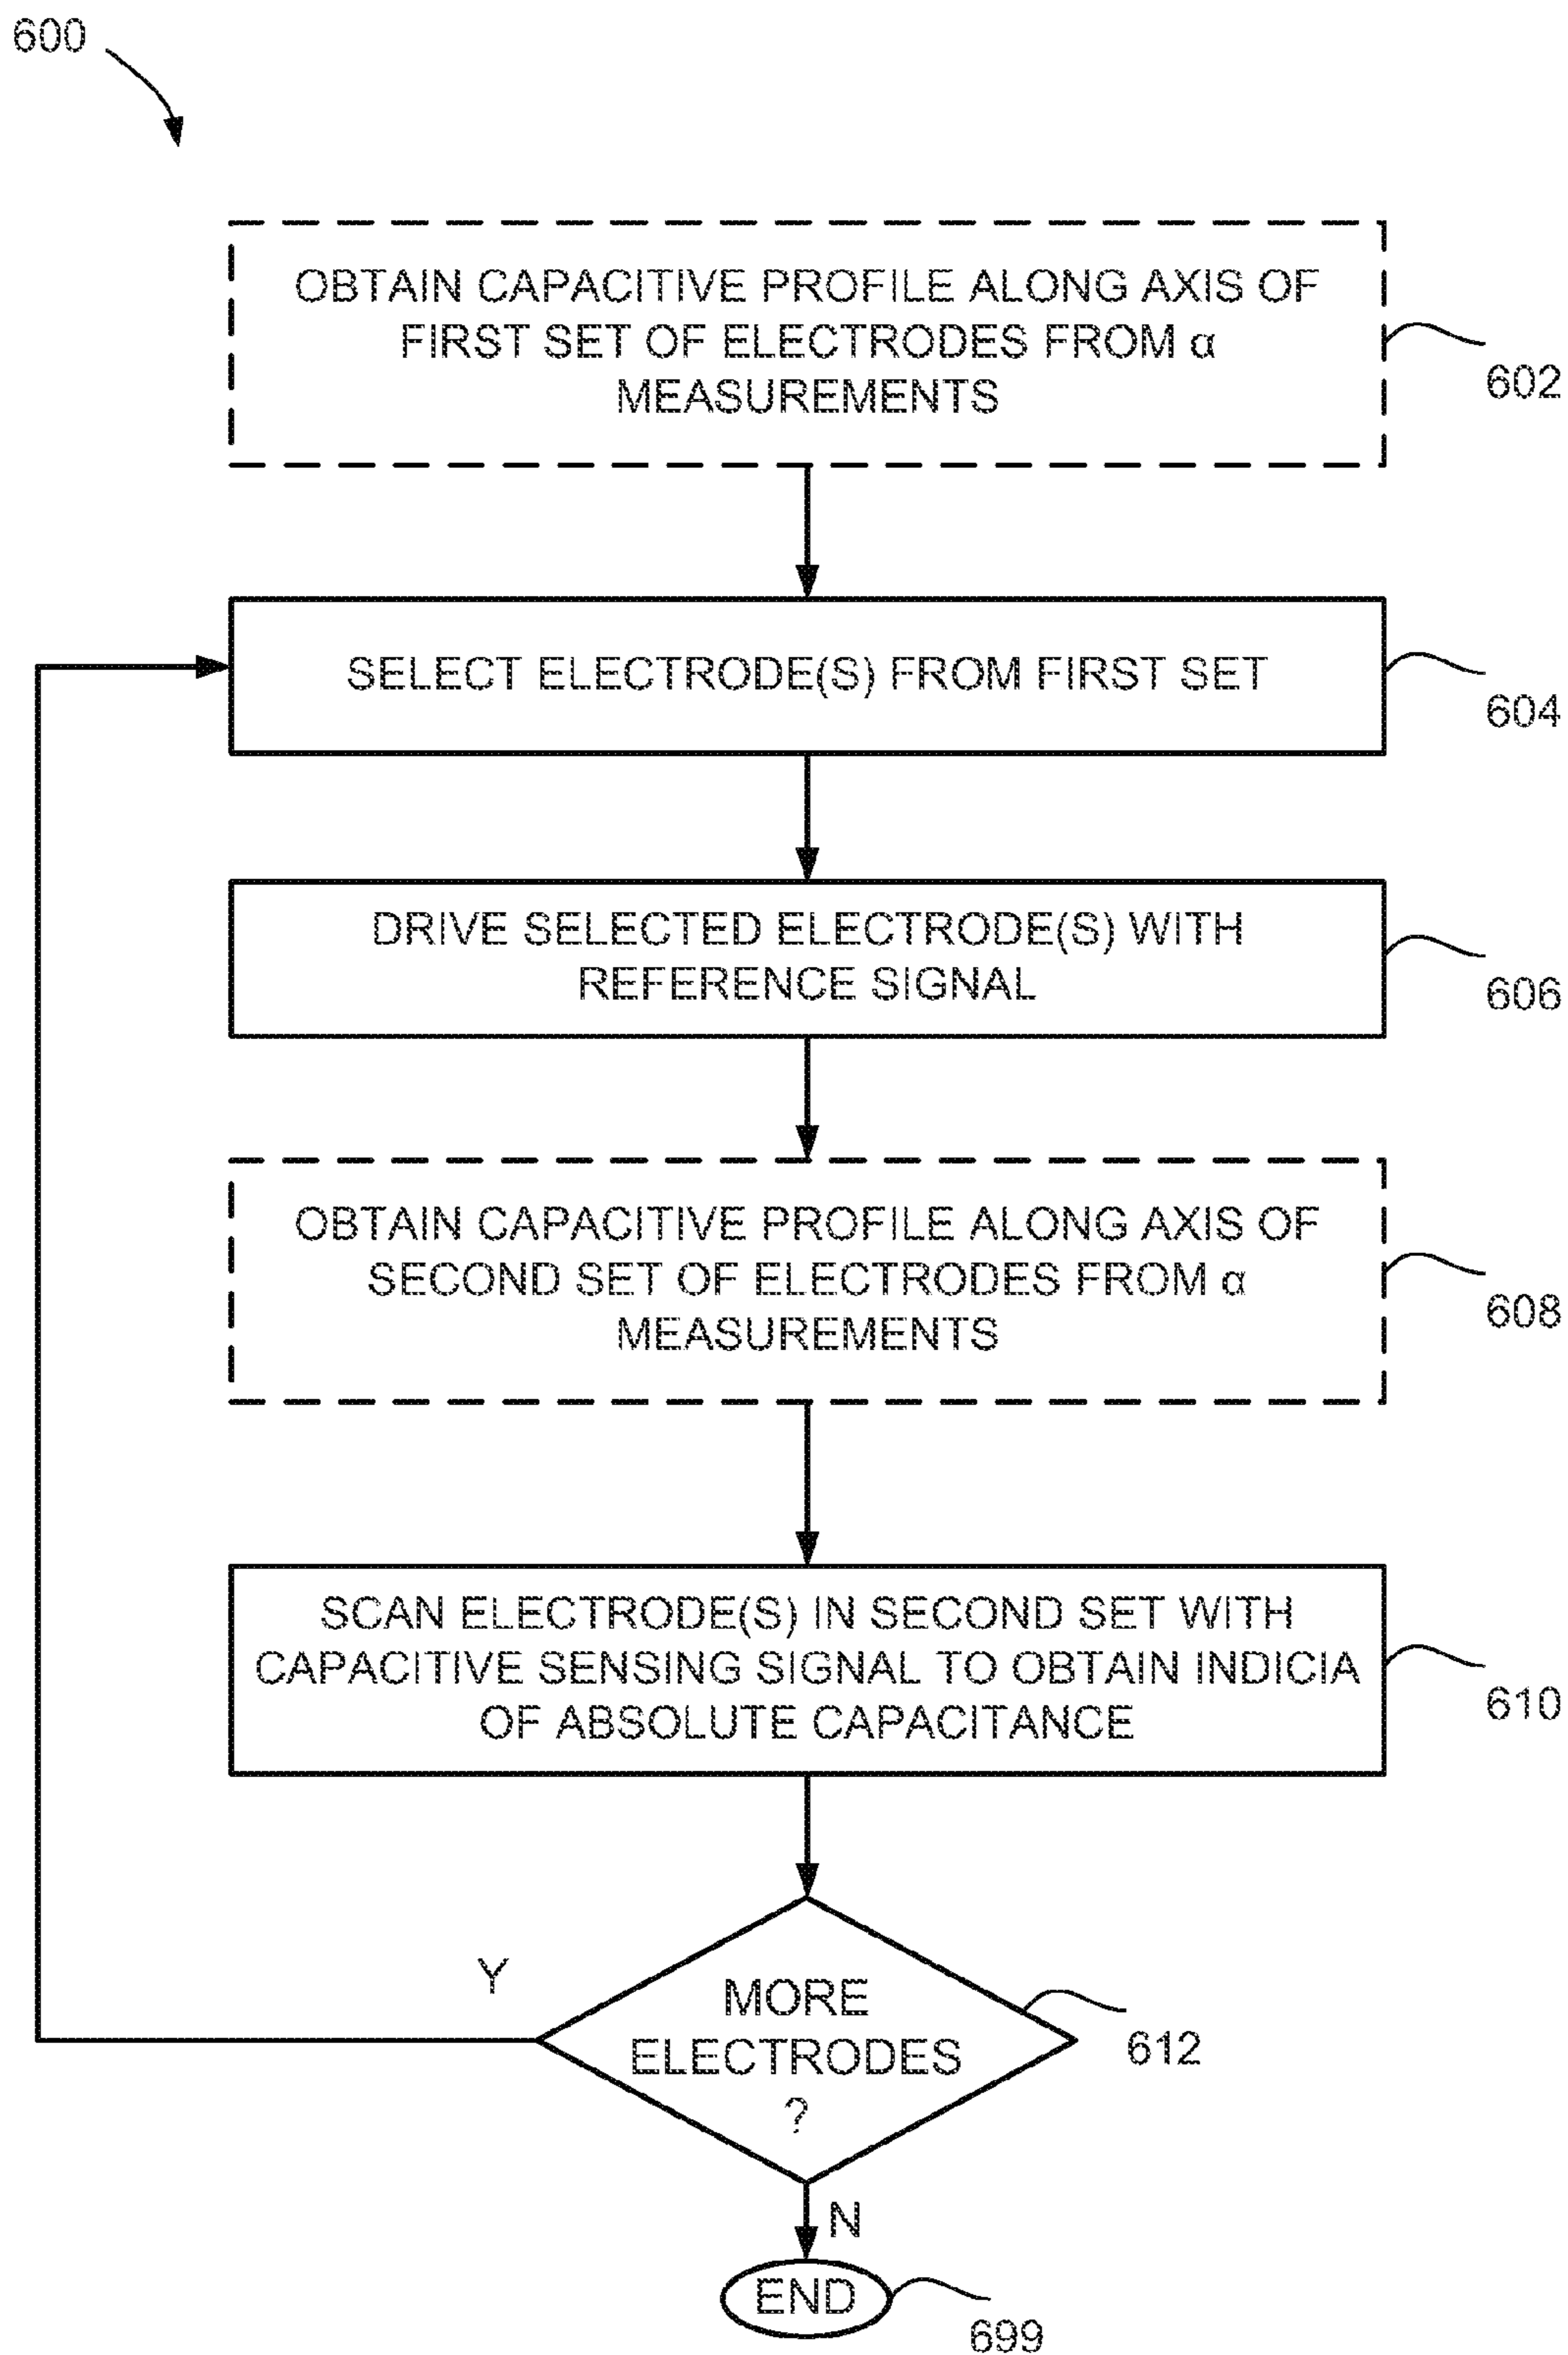 600
OBTAIN CAPACITIVE PROFILE ALONG AXIS OF
FIRST SET OF ELECTRODES FROM α
MEASUREMENTS
602
SELECT ELECTRODE(S) FROM FIRST SET
604
DRIVE SELECTED ELECTRODE(S) WITH
REFERENCE SIGNAL
606
OBTAIN CAPACITIVE PROFILE ALONG AXIS OF
SECOND SET OF ELECTRODES FROM α
MEASUREMENTS
608
SCAN ELECTRODE(S) IN SECOND SET WITH
CAPACITIVE SENSING SIGNAL TO OBTAIN INDICIA
OF ABSOLUTE CAPACITANCE
610
Y
MORE
ELECTRODES
?
612
N
END
699